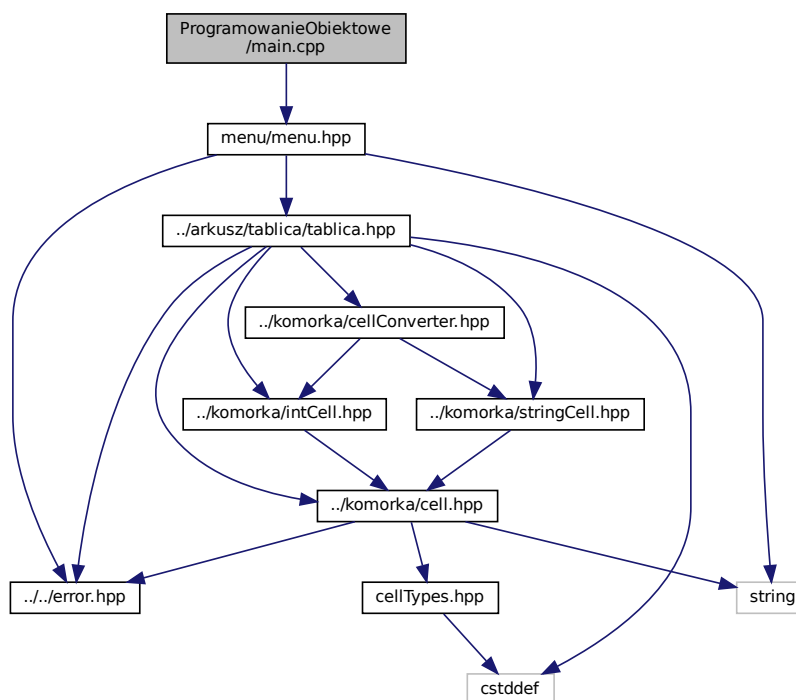 ProgramowanieObiektowe
/main.cpp
menu/menu.hpp
../arkusz/tablica/tablica.hpp
../komorka/cellConverter.hpp
../komorka/intCell.hpp
../komorka/stringCell.hpp
../komorka/cell.hpp
../../error.hpp
cellTypes.hpp
string
cstddef